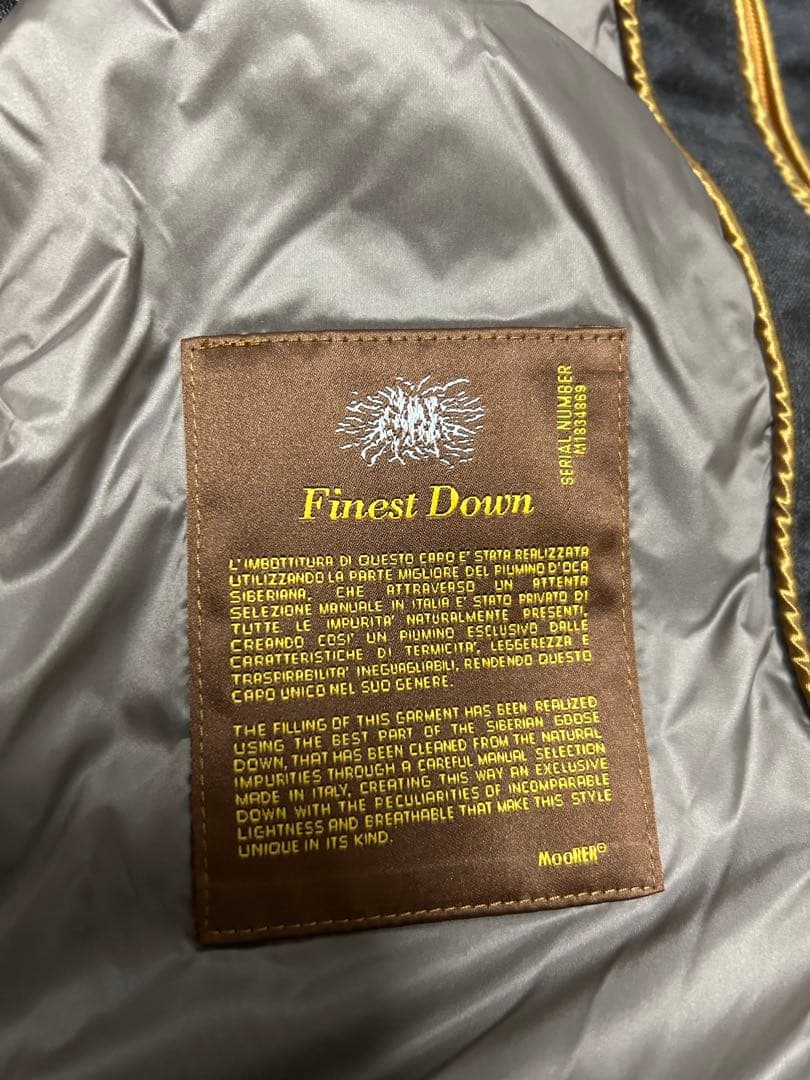 SERIAL NUMBER
M1834869
Finest Down
L'IMBOTTITURA DI QUESTO CAPO E' STATA REALIZZATA
UTILIZZANDO LA PARTE MIGLIORE DEL PIUMINO D'OCA
SIBERIANA, CHE ATTRAVERSO UN ATTENTA
SELEZIONE MANUALE IN ITALIA E' STATO PRIVATO DI
TUTTE LE IMPURITA' NATURALMENTE PRESENTI,
CREANDO COSI' UN PIUMINO ESCLUSIVO DALLE
CARATTERISTICHE DI TERMICITA', LEGGEREZZA E
TRASPIRABILITA' INEGUAGLIABILI, RENDENDO QUESTO
CAPO UNICO NEL SUO GENERE.
THE FILLING OF THIS GARMENT HAS BEEN REALIZED
USING THE BEST PART OF THE SIBERIAN GOOSE
DOWN, THAT HAS BEEN CLEANED FROM THE NATURAL
IMPURITIES THROUGH A CAREFUL MANUAL SELECTION
MADE IN ITALY, CREATING THIS WAY AN EXCLUSIVE
DOWN WITH THE PECULIARITIES OF INCOMPARABLE
LIGHTNESS AND BREATHABLE THAT MAKE THIS STYLE
UNIQUE IN ITS KIND.
MooRER®